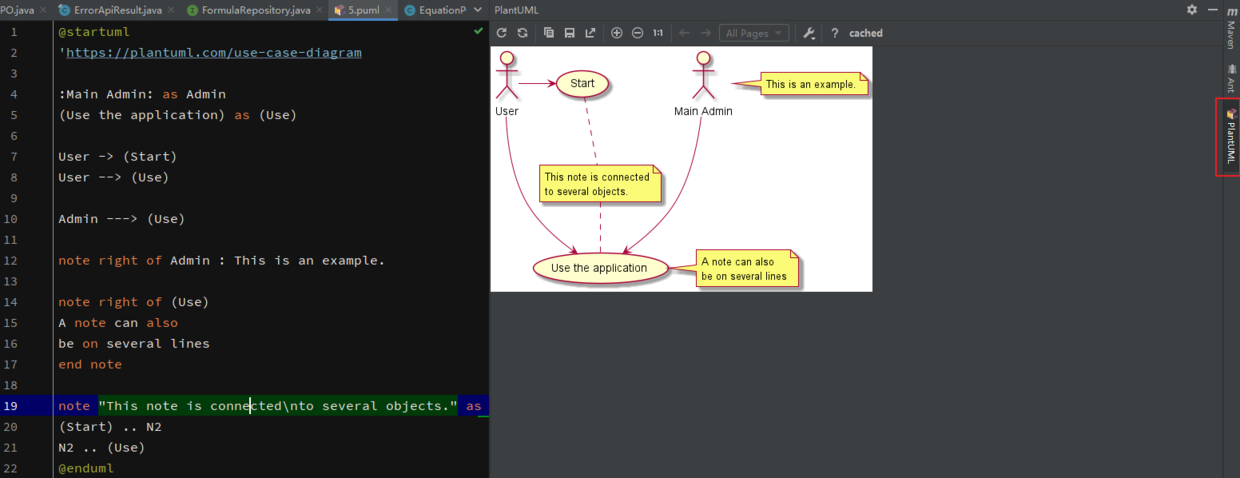 PO.java
ErrorApiResult.java
FormulaRepository.java
5.puml
EquationP
PlantUML
1 @startuml
2 'https://plantuml.com/use-case-diagram
3
4 :Main Admin: as Admin
5 (Use the application) as (Use)
6
7 User -> (Start)
8 User --> (Use)
9
10 Admin ---> (Use)
11
12 note right of Admin : This is an example.
13
14 note right of (Use)
15 A note can also
16 be on several lines
17 end note
18
19 note "This note is connected\nto several objects." as
20 (Start) .. N2
21 N2 .. (Use)
22 @enduml
1:1
All Pages
?
cached
User
Start
Main Admin
This is an example.
This note is connected
to several objects.
Use the application
A note can also
be on several lines
m
Maven
Ant
PlantUML